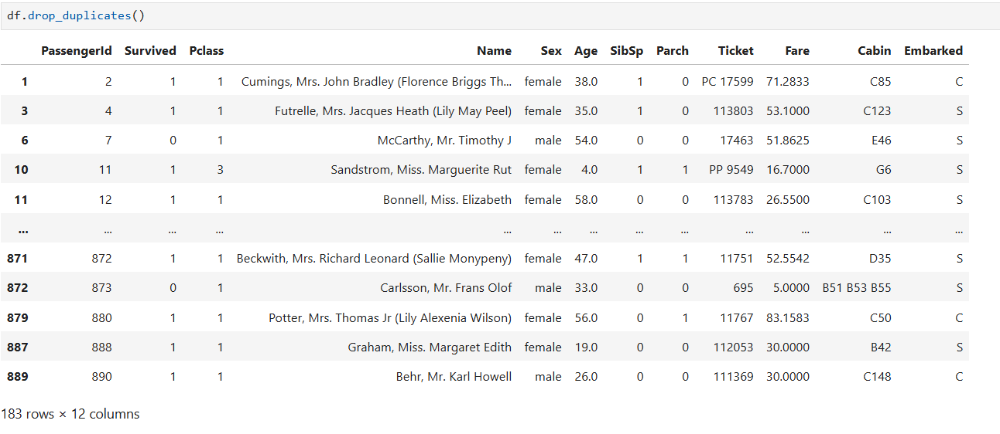 df.drop_duplicates()
PassengerId Survived Pclass Name Sex Age SibSp Parch Ticket Fare Cabin Embarked
1 2 1 1 Cumings, Mrs. John Bradley (Florence Briggs Th... female 38.0 1 0 PC 17599 71.2833 C85 C
3 4 1 1 Futrelle, Mrs. Jacques Heath (Lily May Peel) female 35.0 1 0 113803 53.1000 C123 S
6 7 0 1 McCarthy, Mr. Timothy J male 54.0 0 0 17463 51.8625 E46 S
10 11 1 3 Sandstrom, Miss. Marguerite Rut female 4.0 1 1 PP 9549 16.7000 G6 S
11 12 1 1 Bonnell, Miss. Elizabeth female 58.0 0 0 113783 26.5500 C103 S
... ... ... ... ... ... ... ... ... ... ... ... ...
871 872 1 1 Beckwith, Mrs. Richard Leonard (Sallie Monypeny) female 47.0 1 1 11751 52.5542 D35 S
872 873 0 1 Carlsson, Mr. Frans Olof male 33.0 0 0 695 5.0000 B51 B53 B55 S
879 880 1 1 Potter, Mrs. Thomas Jr (Lily Alexenia Wilson) female 56.0 0 1 11767 83.1583 C50 C
887 888 1 1 Graham, Miss. Margaret Edith female 19.0 0 0 112053 30.0000 B42 S
889 890 1 1 Behr, Mr. Karl Howell male 26.0 0 0 111369 30.0000 C148 C
183 rows × 12 columns